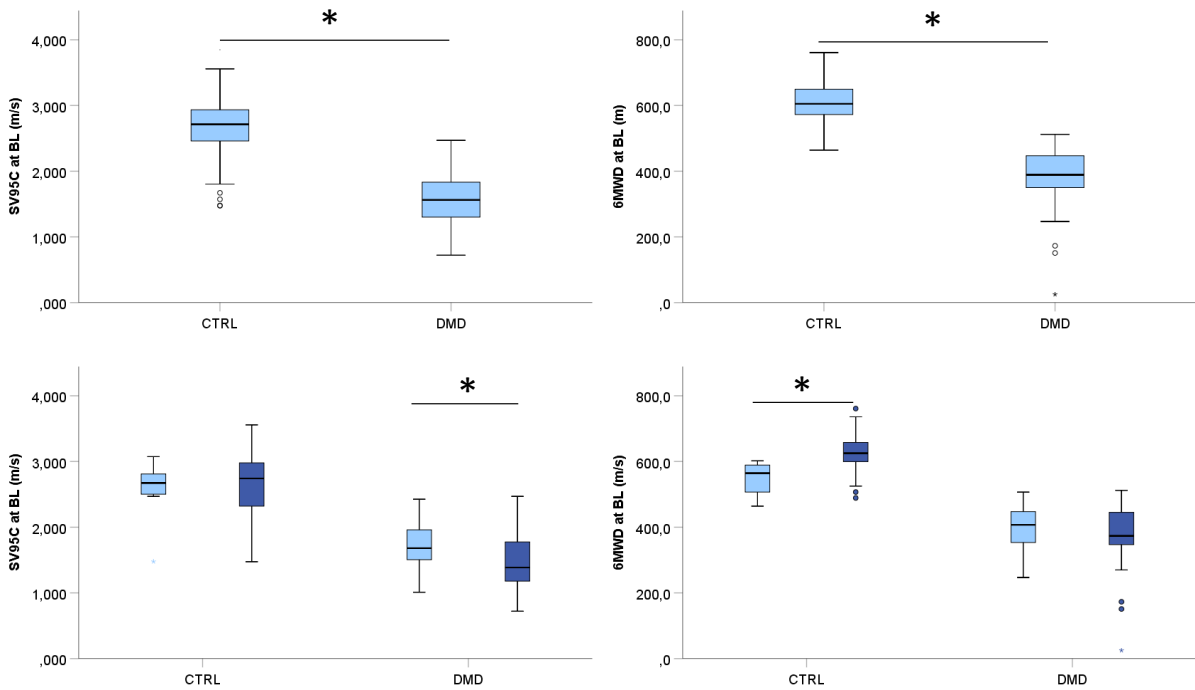 *
4,000
3,000
2,000
1,000
,000
SV95C at BL (m/s)
CTRL
DMD
*
800,0
600,0
400,0
200,0
,0
6MWD at BL (m)
CTRL
DMD
*
4,000
3,000
2,000
1,000
,000
SV95C at BL (m/s)
CTRL
DMD
*
800,0
600,0
400,0
200,0
,0
6MWD at BL (m/s)
CTRL
DMD